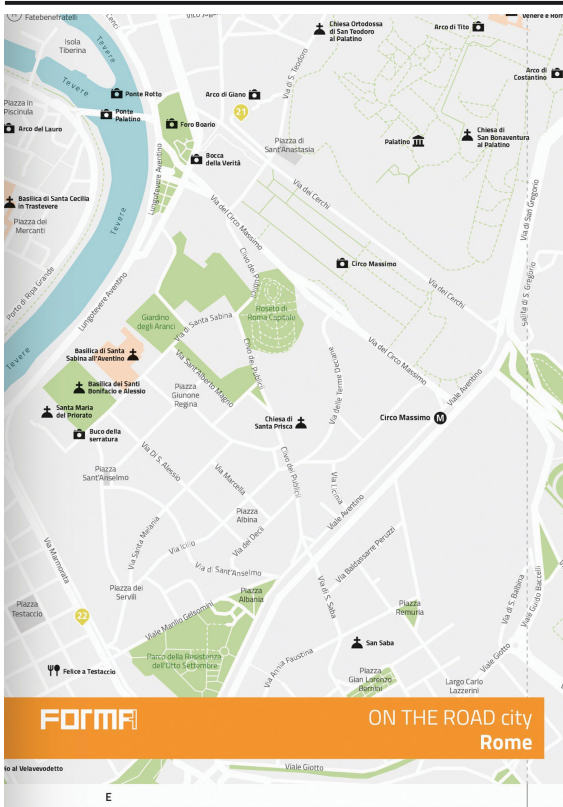 Fatebenefratelli
Isola
Tiberina
Tevere
Tevere
Chiesa Ortodossa
di San Teodoro
al Palatino
Arco di Tito
Venere e Rom
Arco di
Costantino
Via di S. Teodoro
Piazza in
Piscinula
Ponte Rotto
Ponte
Palatino
Arco di Giano
21
Arco del Lauro
Foro Boario
Piazza di
Sant'Anastasia
Palatino
Chiesa di
San Bonaventura
al Palatino
Bocca
della Verità
Lungotevere Aventino
Basilica di Santa Cecilia
in Trastevere
Piazza dei
Mercanti
Tevere
Via dei Cerchi
Via del Circo Massimo
Via di San Gregorio
Salita di S. Gregorio
Porto di Ripa Grande
Lungotevere Aventino
Clivo dei Publici
Circo Massimo
Via dei Cerchi
Giardino
degli Aranci
Via di Santa Sabina
Roseto di
Roma Capitale
Tevere
Basilica di Santa
Sabina all'Aventino
Via Sant'Alberto Magno
Clivo dei Publicii
Via delle Terme Deciane
Via del Circo Massimo
Viale Aventino
Basilica dei Santi
Bonifacio e Alessio
Piazza
Giunone
Regina
Santa Maria
del Priorato
Chiesa di
Santa Prisca
Circo Massimo
M
Buco della
serratura
Via Di S. Alessio
Clivo dei Publicii
Piazza
Sant'Anselmo
Via Marcella
Via Licinia
Viale Aventino
Piazza
Albina
Via Marmorata
Via Santa Melania
Via Icilio
Via dei Decii
Via Baldassarre Peruzzi
Via di Sant'Anselmo
Piazza dei
Servili
Piazza
Albania
Via di S. Saba
Via di S. Balbina
Viale Guido Baccelli
Piazza
Testaccio
22
Viale Manlio Gelsomini
Piazza
Remuria
Parco della Resistenza
dell'Otto Settembre
San Saba
Via Annia Faustina
Viale Giotto
Felice a Testaccio
Piazza
Gian Lorenzo
Bernini
Largo Carlo
Lazzerini
FORMA
ON THE ROAD city
Rome
Viale Giotto
io al Velavevodetto
E